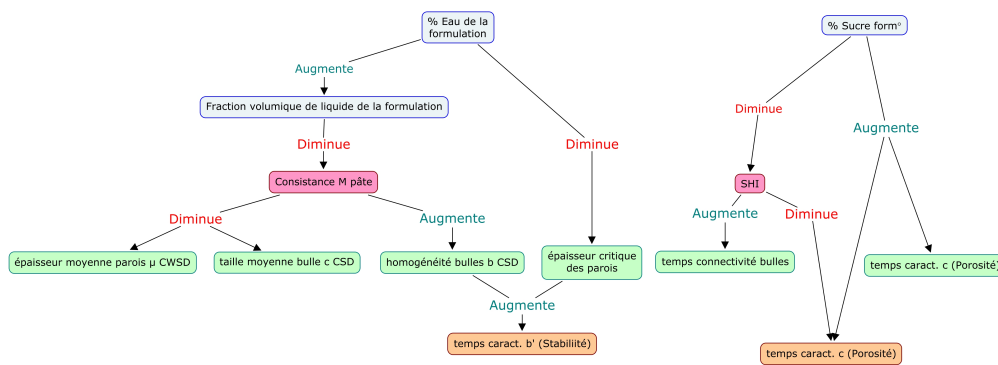 % Eau de la
formulation
% Sucre form°
Augmente
Fraction volumique de liquide de la formulation
Diminue
Augmente
Diminue
Diminue
Consistance M pâte
SHI
Diminue
Augmente
Augmente
Diminue
épaisseur moyenne parois µ CWSD
taille moyenne bulle c CSD
homogénéité bulles b CSD
épaisseur critique
des parois
temps connectivité bulles
temps caract. c (Porosité)
Augmente
temps caract. b' (Stabiliité)
temps caract. c (Porosité)